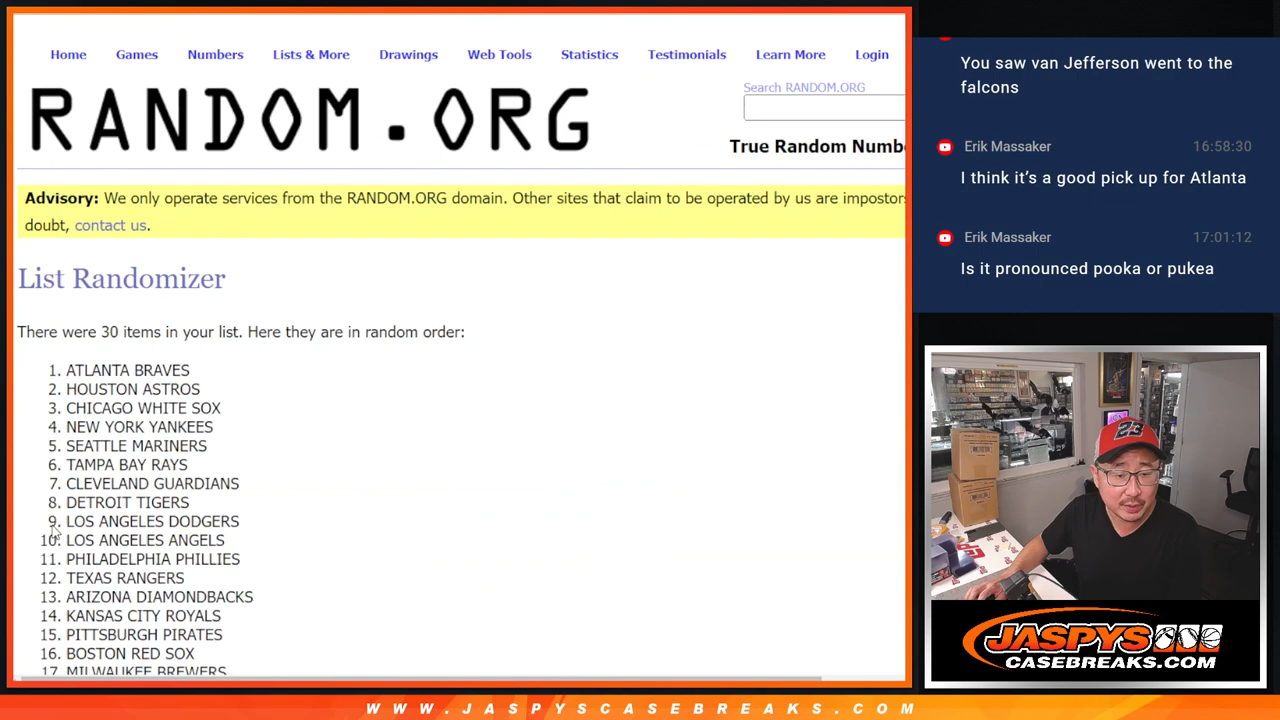 Home Games Numbers Lists & More Drawings Web Tools Statistics Testimonials Learn More Login
RANDOM.ORG
Search RANDOM.ORG
True Random Numbe
Advisory: We only operate services from the RANDOM.ORG domain. Other sites that claim to be operated by us are impostors
doubt, contact us.
List Randomizer
There were 30 items in your list. Here they are in random order:
1. ATLANTA BRAVES
2. HOUSTON ASTROS
3. CHICAGO WHITE SOX
4. NEW YORK YANKEES
5. SEATTLE MARINERS
6. TAMPA BAY RAYS
7. CLEVELAND GUARDIANS
8. DETROIT TIGERS
9. LOS ANGELES DODGERS
10. LOS ANGELES ANGELS
11. PHILADELPHIA PHILLIES
12. TEXAS RANGERS
13. ARIZONA DIAMONDBACKS
14. KANSAS CITY ROYALS
15. PITTSBURGH PIRATES
16. BOSTON RED SOX
17. MILWAUKEE BREWERS
You saw van Jefferson went to the
falcons
Erik Massaker 16:58:30
I think it’s a good pick up for Atlanta
Erik Massaker 17:01:12
Is it pronounced pooka or pukea
23
JASPYS
CASEBREAKS.COM
WWW.JASPYSCASEBREAKS.COM